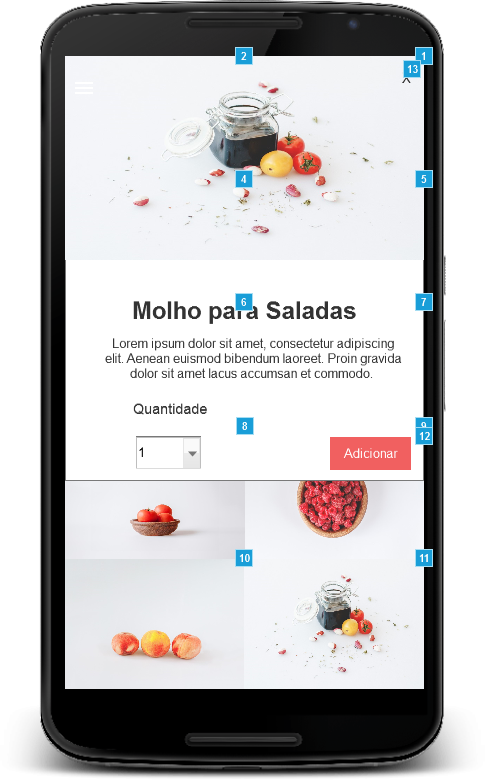 2
1
13
X
4
5
6
7
Molho para Saladas
Lorem ipsum dolor sit amet, consectetur adipiscing
elit. Aenean euismod bibendum laoreet. Proin gravida
dolor sit amet lacus accumsan et commodo.
Quantidade
8
9
12
1
Adicionar
10
11